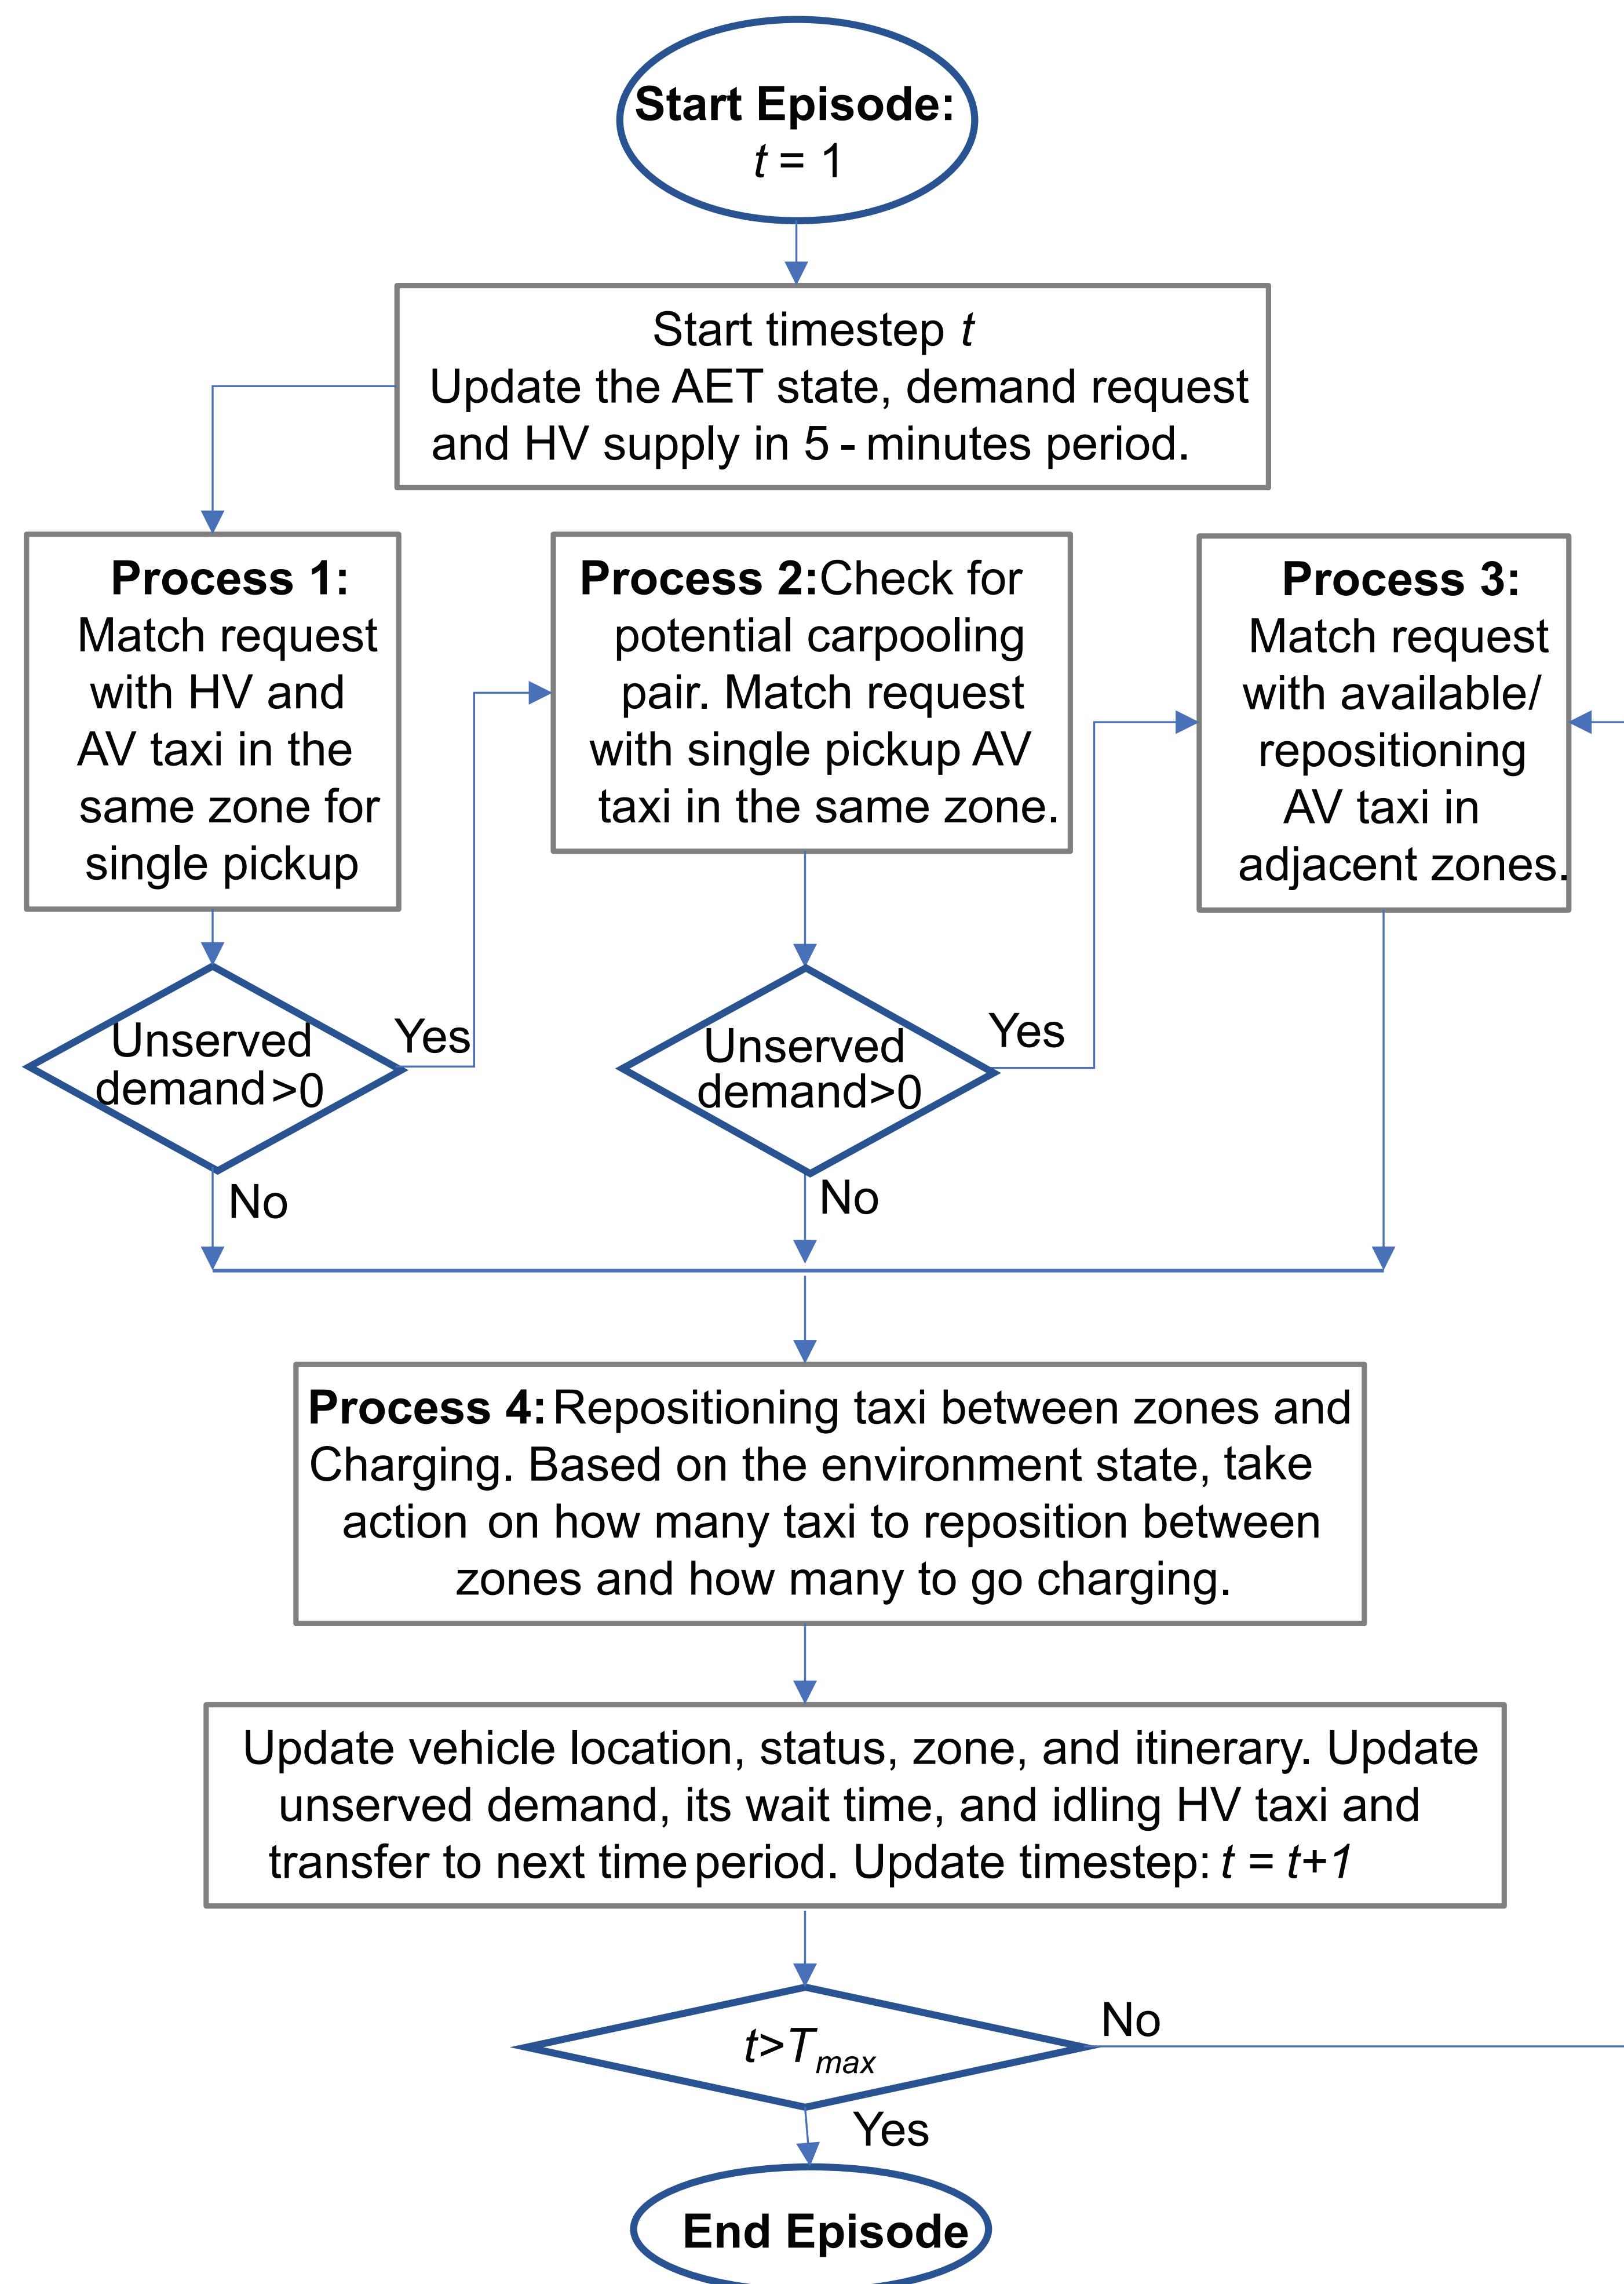 Start Episode:
t = 1
Start timestep t
Update the AET state, demand request
and HV supply in 5 - minutes period.
Process 1:
Match request
with HV and
AV taxi in the
same zone for
single pickup
Process 2:Check for
potential carpooling
pair. Match request
with single pickup AV
taxi in the same zone.
Process 3:
Match request
with available/
repositioning
AV taxi in
adjacent zones.
Unserved
demand>0
Yes
No
Unserved
demand>0
Yes
No
Process 4: Repositioning taxi between zones and
Charging. Based on the environment state, take
action on how many taxi to reposition between
zones and how many to go charging.
Update vehicle location, status, zone, and itinerary. Update
unserved demand, its wait time, and idling HV taxi and
transfer to next time period. Update timestep: t = t+1
t>Tmax
No
Yes
End Episode